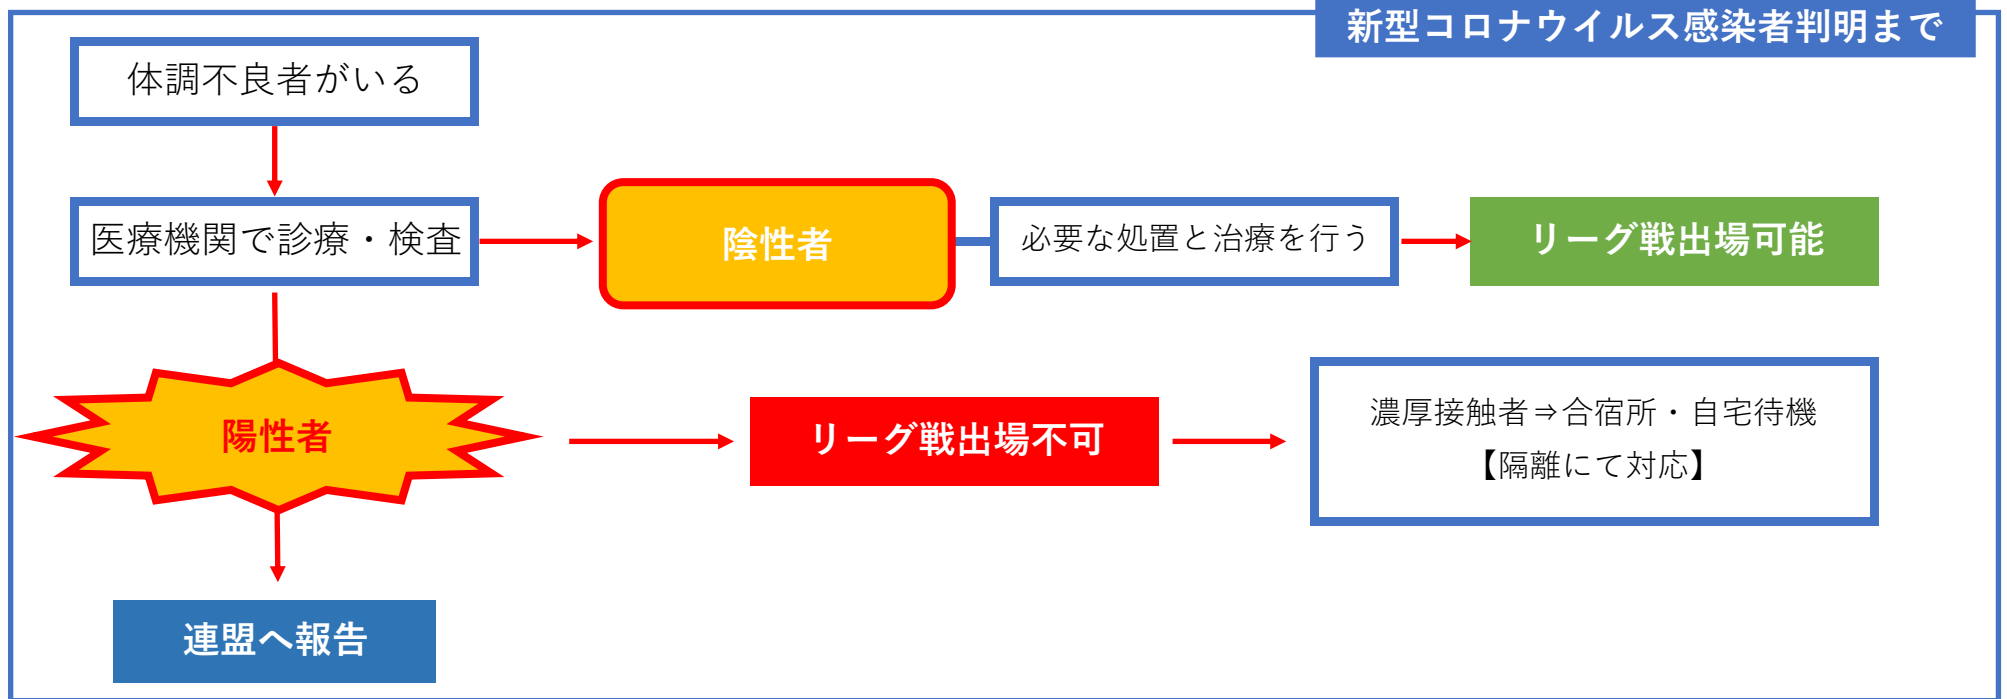 新型コロナウイルス感染者判明まで
体調不良者がいる
医療機関で診療・検査
陰性者
必要な処置と治療を行う
リーグ戦出場可能
陽性者
リーグ戦出場不可
濃厚接触者⇒合宿所・自宅待機
【隔離にて対応】
連盟へ報告